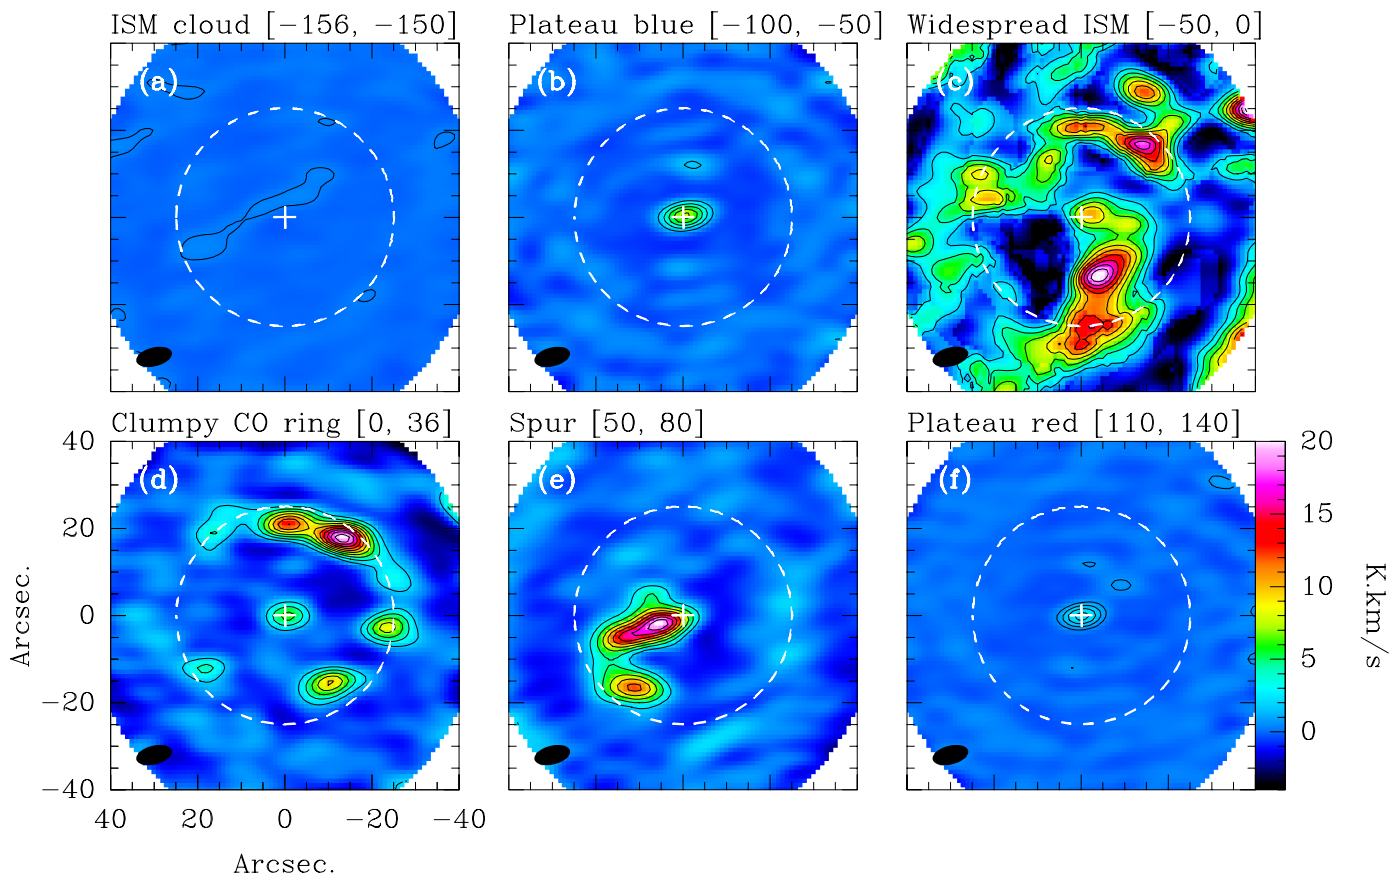 ISM cloud [−156, −150]
Plateau blue [−100, −50]
Widespread ISM [−50, 0]
(a)
(b)
(c)
Clumpy CO ring [0, 36]
Spur [50, 80]
Plateau red [110, 140]
(d)
(e)
(f)
40
20
0
−20
−40
Arcsec.
40 20 0 −20 −40
Arcsec.
20
15
10
5
0
K.km/s